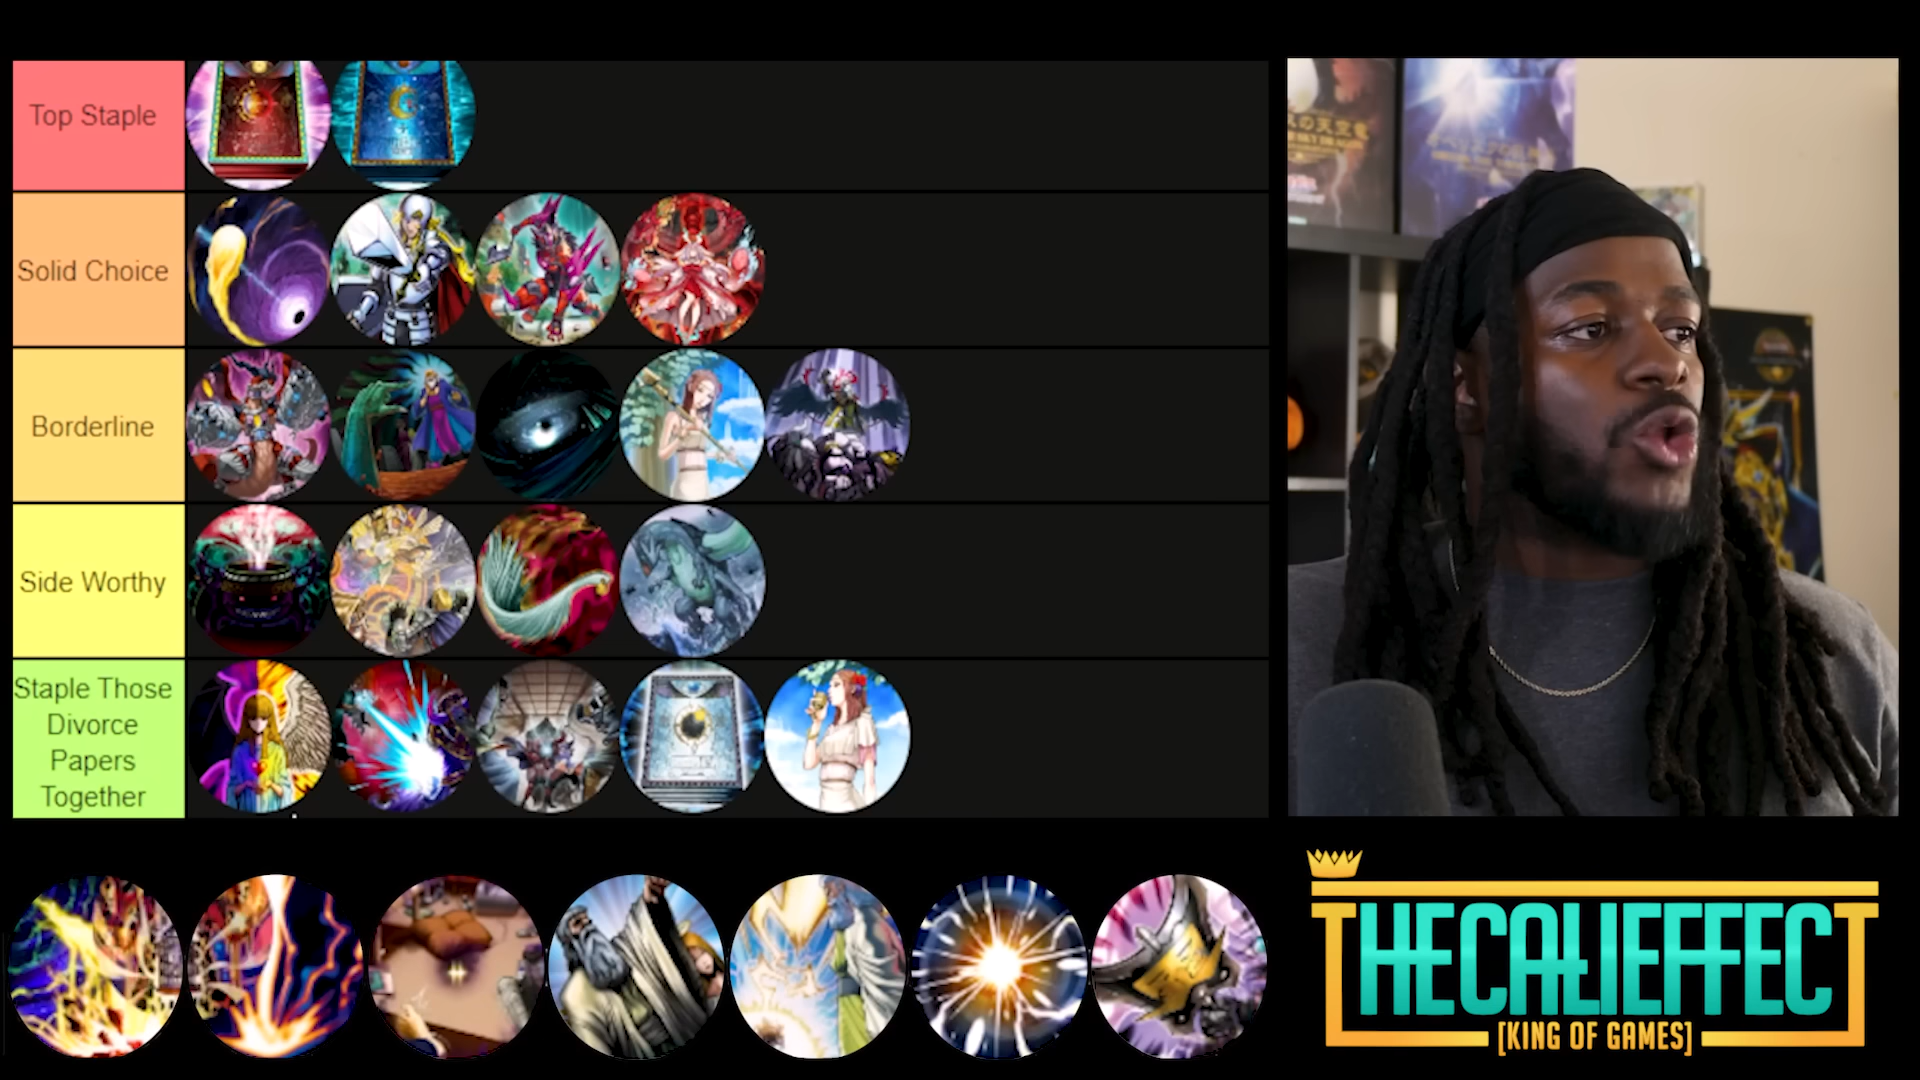 Top Staple
Solid Choice
Borderline
Side Worthy
Staple Those
Divorce
Papers
Together
THECALIEFFECT
[KING OF GAMES]